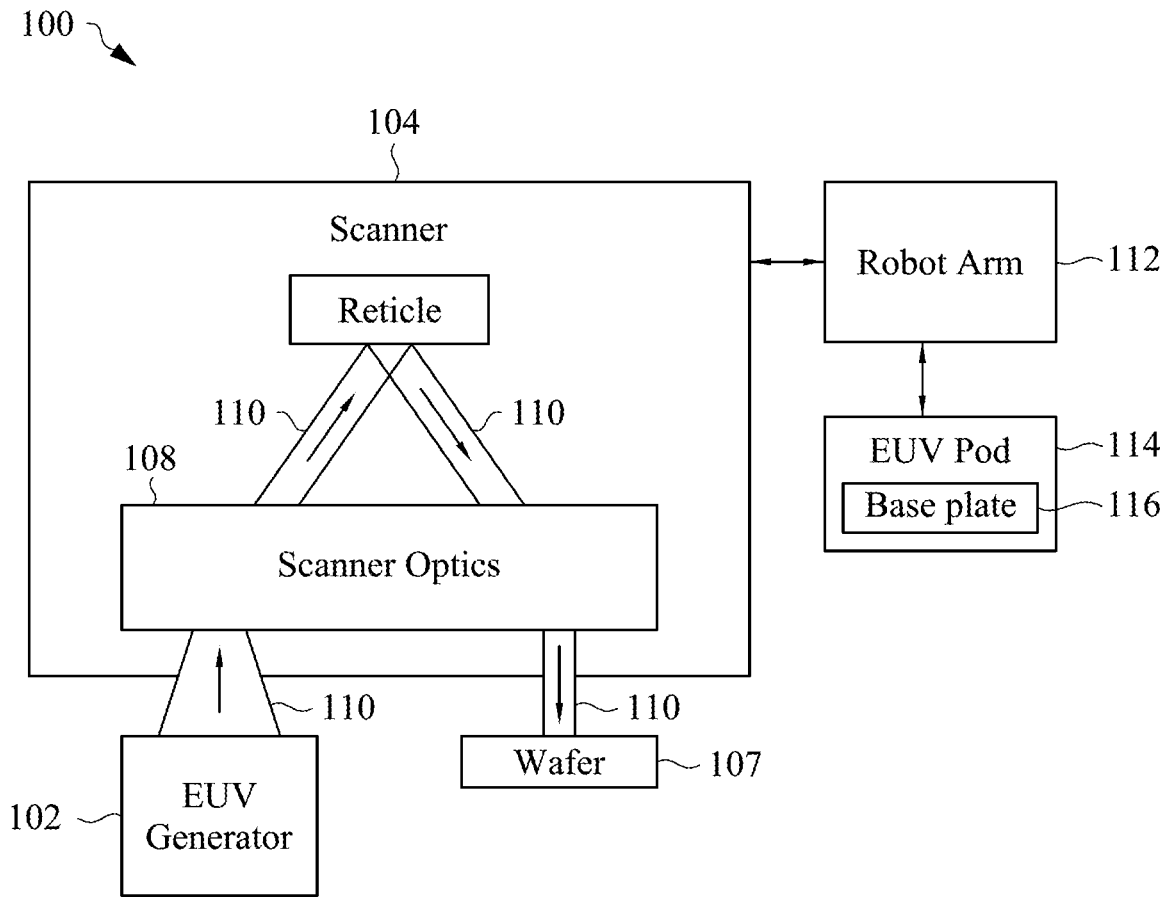 100
104
Scanner
Robot Arm
112
Reticle
110
110
EUV Pod
114
108
Base plate
116
Scanner Optics
110
110
Wafer
107
EUV
Generator
102